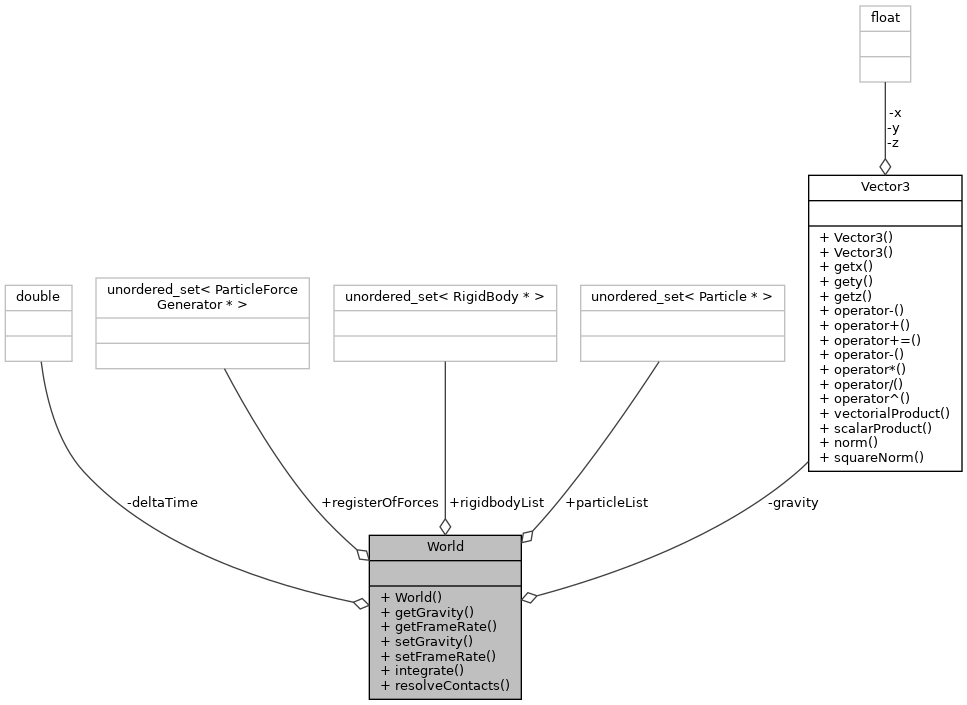 float
-x
-y
-z
Vector3
+ Vector3()
+ Vector3()
+ getx()
+ gety()
+ getz()
+ operator-()
+ operator+()
+ operator+=()
+ operator-()
+ operator*()
+ operator/()
+ operator^()
+ vectorialProduct()
+ scalarProduct()
+ norm()
+ squareNorm()
double
unordered_set< ParticleForce
Generator * >
unordered_set< RigidBody * >
unordered_set< Particle * >
-deltaTime
+registerOfForces
+rigidbodyList
+particleList
-gravity
World
+ World()
+ getGravity()
+ getFrameRate()
+ setGravity()
+ setFrameRate()
+ integrate()
+ resolveContacts()